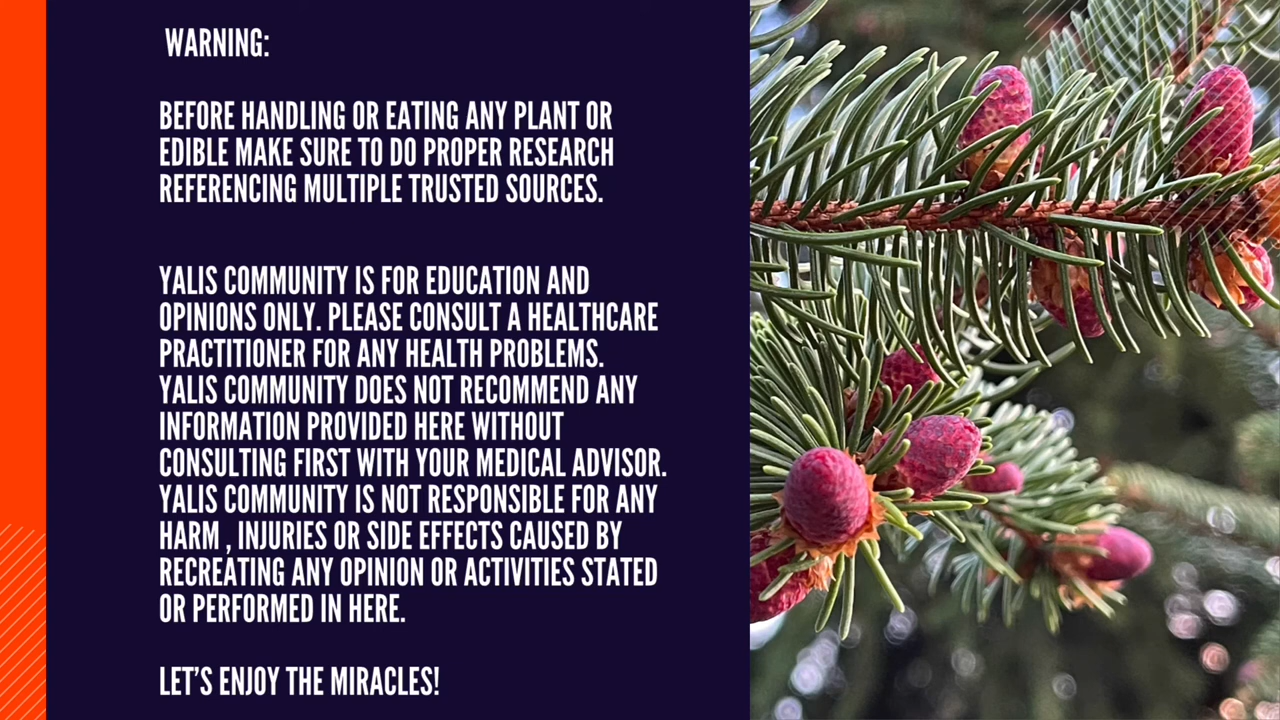 WARNING:
BEFORE HANDLING OR EATING ANY PLANT OR
EDIBLE MAKE SURE TO DO PROPER RESEARCH
REFERENCING MULTIPLE TRUSTED SOURCES.
YALIS COMMUNITY IS FOR EDUCATION AND
OPINIONS ONLY. PLEASE CONSULT A HEALTHCARE
PRACTITIONER FOR ANY HEALTH PROBLEMS.
YALIS COMMUNITY DOES NOT RECOMMEND ANY
INFORMATION PROVIDED HERE WITHOUT
CONSULTING FIRST WITH YOUR MEDICAL ADVISOR.
YALIS COMMUNITY IS NOT RESPONSIBLE FOR ANY
HARM , INJURIES OR SIDE EFFECTS CAUSED BY
RECREATING ANY OPINION OR ACTIVITIES STATED
OR PERFORMED IN HERE.
LET'S ENJOY THE MIRACLES!